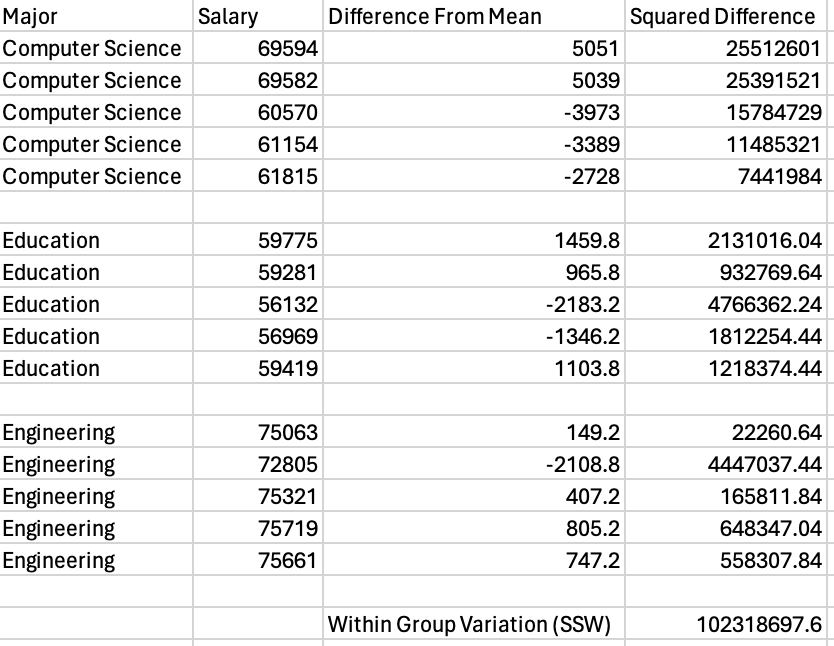 Major Salary Difference From Mean Squared Difference
Computer Science 69594 5051 25512601
Computer Science 69582 5039 25391521
Computer Science 60570 -3973 15784729
Computer Science 61154 -3389 11485321
Computer Science 61815 -2728 7441984
Education 59775 1459.8 2131016.04
Education 59281 965.8 932769.64
Education 56132 -2183.2 4766362.24
Education 56969 -1346.2 1812254.44
Education 59419 1103.8 1218374.44
Engineering 75063 149.2 22260.64
Engineering 72805 -2108.8 4447037.44
Engineering 75321 407.2 165811.84
Engineering 75719 805.2 648347.04
Engineering 75661 747.2 558307.84
Within Group Variation (SSW) 102318697.6